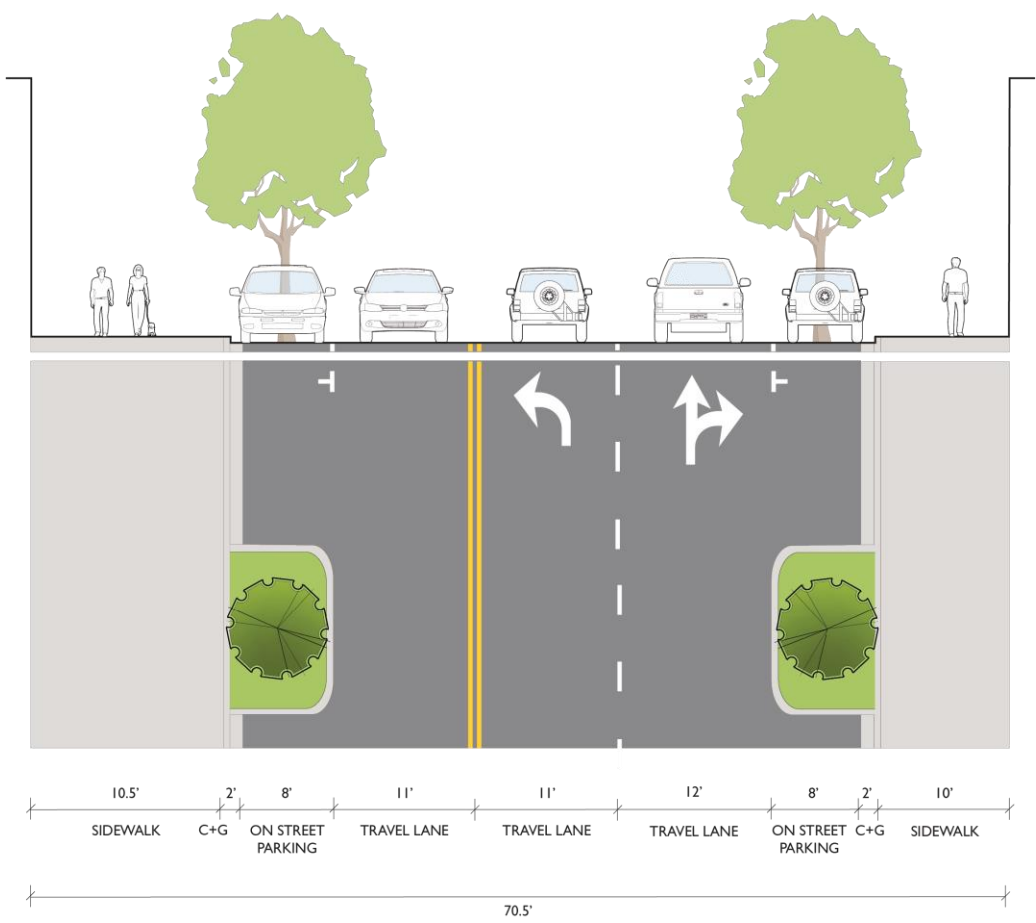 10.5' 2' 8' 11' 11' 12' 8' 2' 10'
SIDEWALK C+G ON STREET PARKING TRAVEL LANE TRAVEL LANE TRAVEL LANE ON STREET PARKING C+G SIDEWALK
70.5'